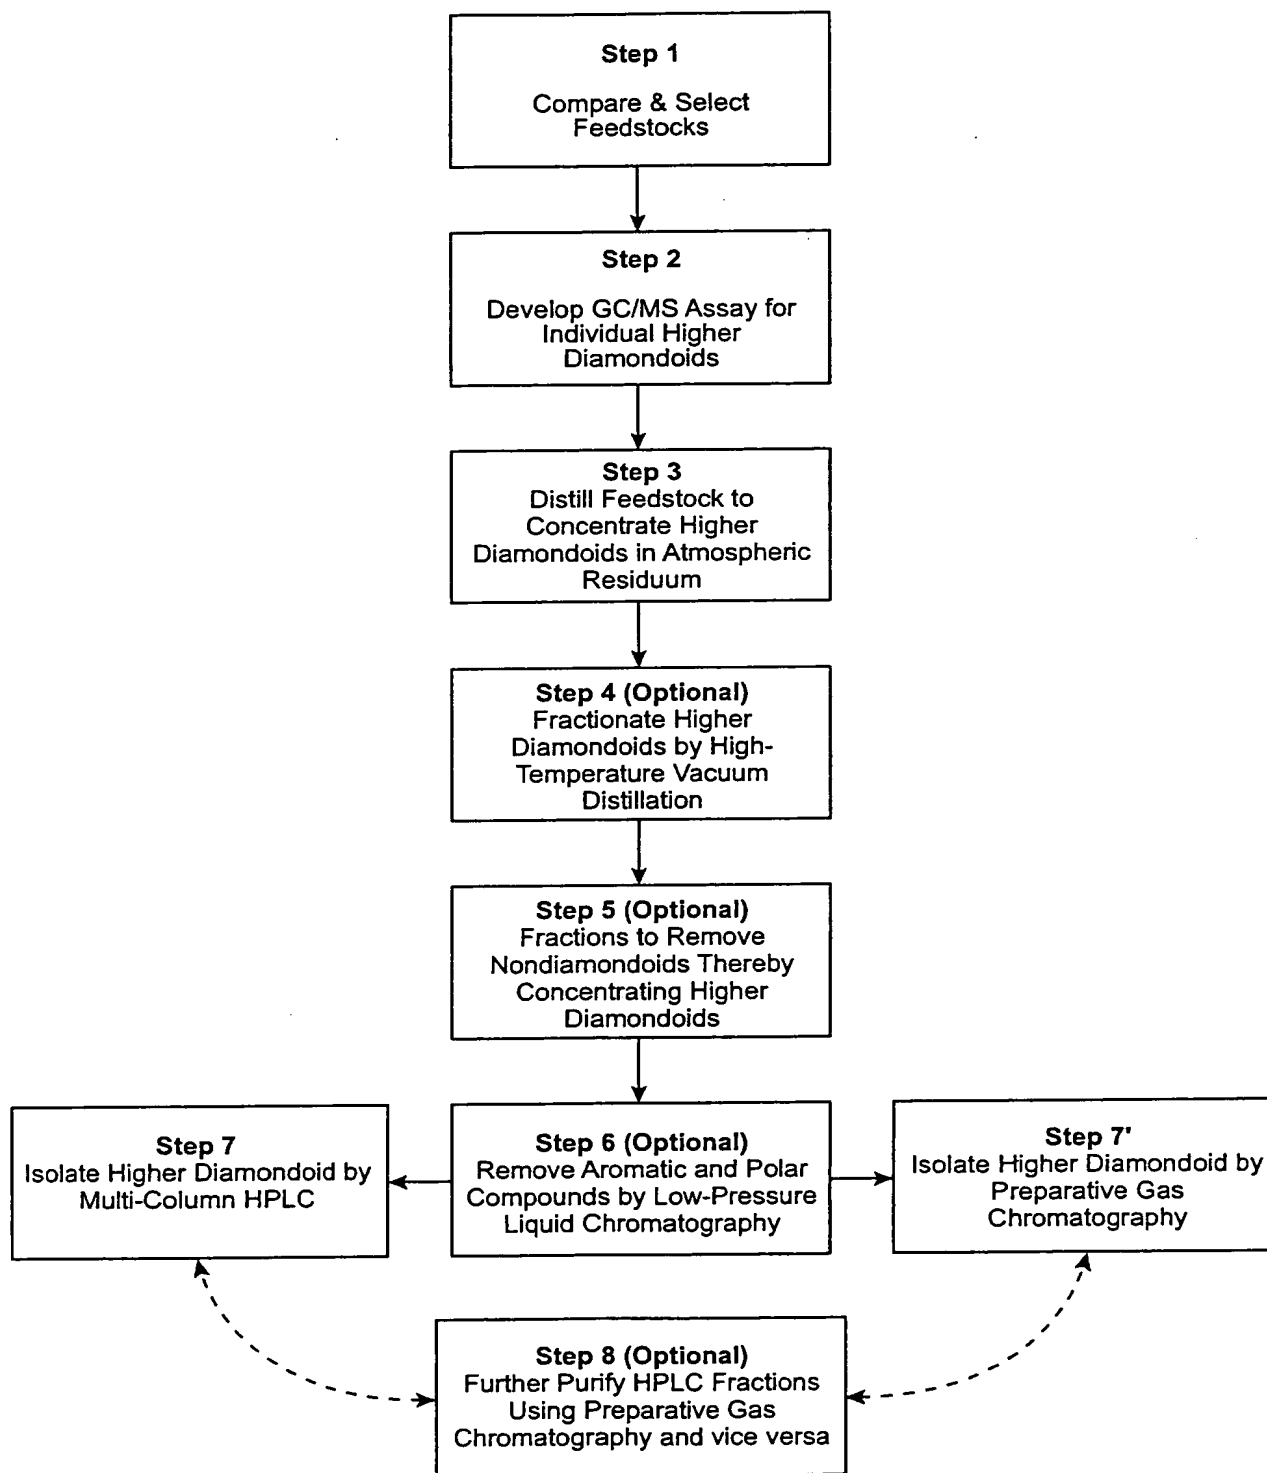 Step 1
Compare & Select
Feedstocks
Step 2
Develop GC/MS Assay for
Individual Higher
Diamondoids
Step 3
Distill Feedstock to
Concentrate Higher
Diamondoids in Atmospheric
Residuum
Step 4 (Optional)
Fractionate Higher
Diamondoids by High-
Temperature Vacuum
Distillation
Step 5 (Optional)
Fractions to Remove
Nondiamondoids Thereby
Concentrating Higher
Diamondoids
Step 7
Isolate Higher Diamondoid by
Multi-Column HPLC
Step 6 (Optional)
Remove Aromatic and Polar
Compounds by Low-Pressure
Liquid Chromatography
Step 7'
Isolate Higher Diamondoid by
Preparative Gas
Chromatography
Step 8 (Optional)
Further Purify HPLC Fractions
Using Preparative Gas
Chromatography and vice versa